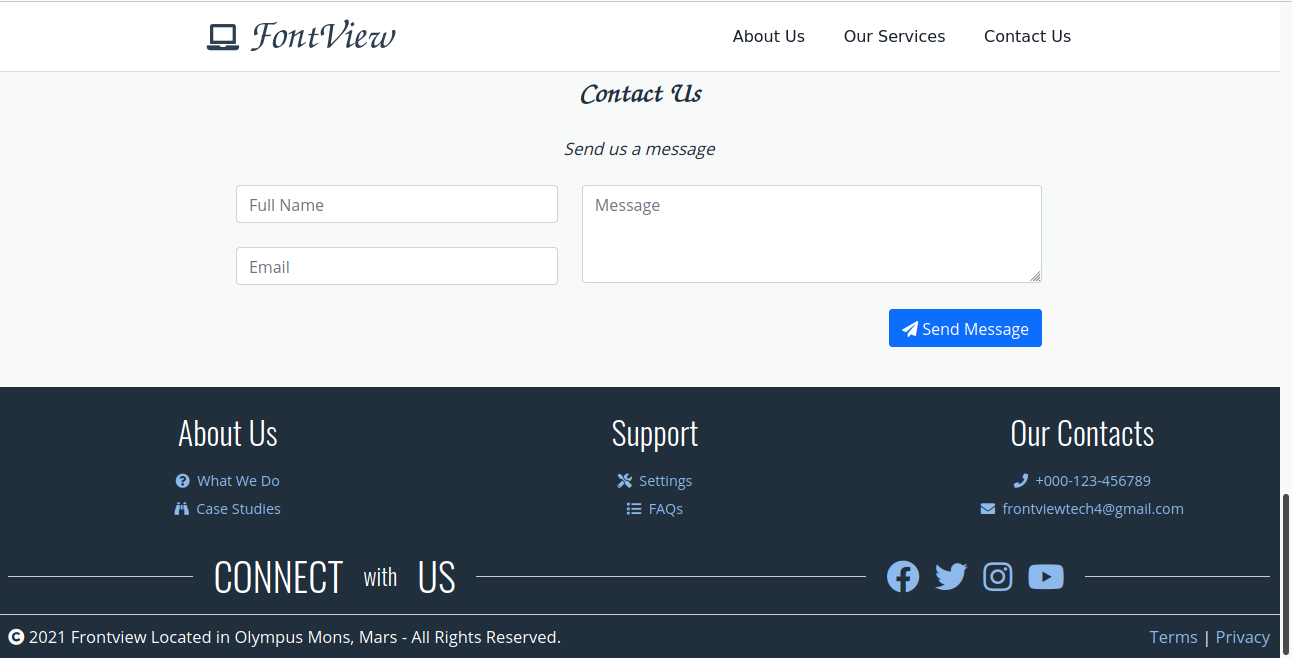 FontView
About Us Our Services Contact Us
Contact Us
Send us a message
Full Name
Message
Email
Send Message
About Us
What We Do
Case Studies
Support
Settings
FAQs
Our Contacts
+000-123-456789
frontviewtech4@gmail.com
CONNECT with US
2021 Frontview Located in Olympus Mons, Mars - All Rights Reserved.
Terms | Privacy